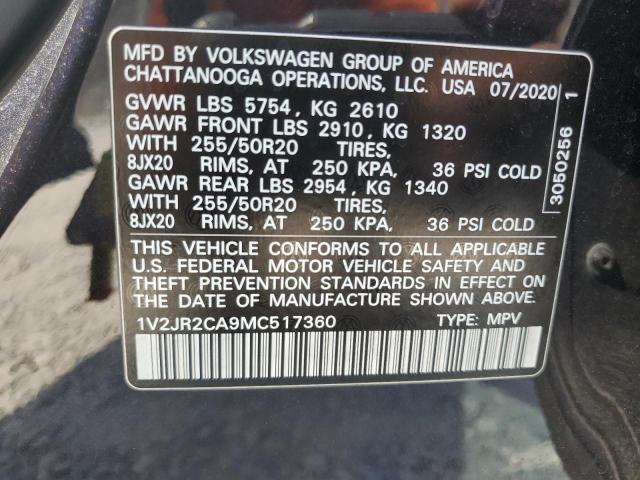 MFD BY VOLKSWAGEN GROUP OF AMERICA
CHATTANOOGA OPERATIONS, LLC. USA 07/2020
GVWR LBS 5754, KG 2610
GAWR FRONT LBS 2910, KG 1320
WITH 255/50R20 TIRES,
8JX20 RIMS, AT 250 KPA, 36 PSI COLD
GAWR REAR LBS 2954, KG 1340
WITH 255/50R20 TIRES,
8JX20 RIMS, AT 250 KPA, 36 PSI COLD
THIS VEHICLE CONFORMS TO ALL APPLICABLE
U.S. FEDERAL MOTOR VEHICLE SAFETY AND
THEFT PREVENTION STANDARDS IN EFFECT ON
THE DATE OF MANUFACTURE SHOWN ABOVE.
1V2JR2CA9MC517360 TYPE: MPV
3050256 1